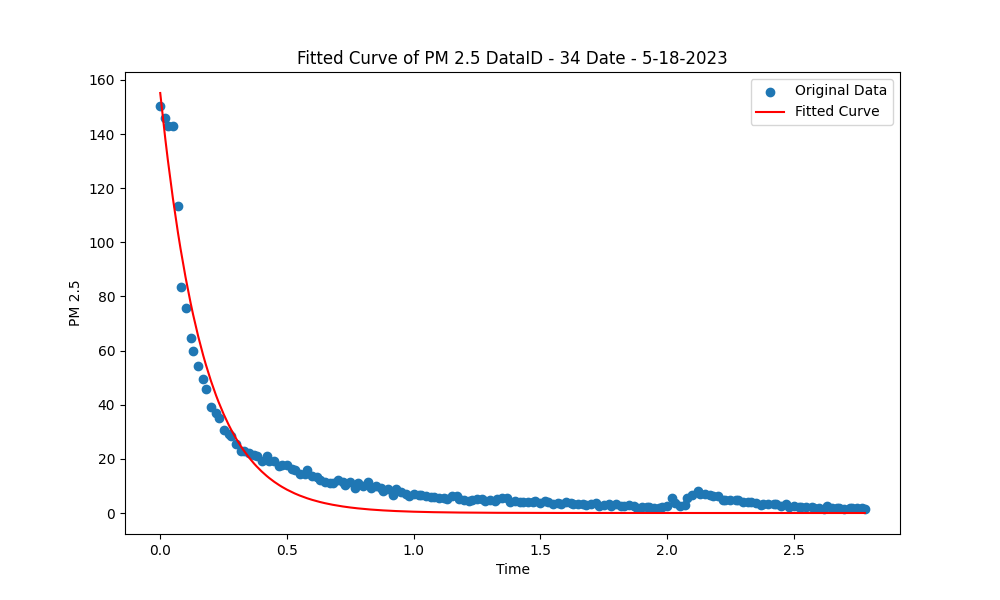 Fitted Curve of PM 2.5 DataID - 34 Date - 5-18-2023
Original Data
Fitted Curve
PM 2.5
160
140
120
100
80
60
40
20
0
0.0 0.5 1.0 1.5 2.0 2.5
Time